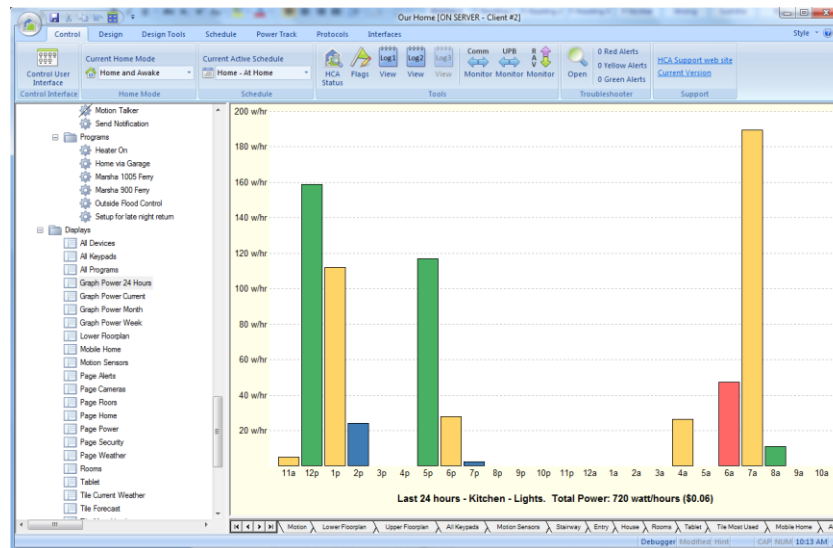 Our Home [ON SERVER - Client #2]
Control Design Design Tools Schedule Power Track Protocols Interfaces Style
Control User Interface
Current Home Mode
Home and Awake
Current Active Schedule
Home - At Home
HCA Status
Flags
Log1 View
Log2 View
Log3 View
Comm Monitor
UPB Monitor
RAV Monitor
Open
0 Red Alerts
0 Yellow Alerts
0 Green Alerts
HCA Support web site
Current Version
Control Interface Home Mode Schedule Tools Troubleshooter Support
Motion Talker
Send Notification
Programs
Heater On
Home via Garage
Marsha 1005 Ferry
Marsha 900 Ferry
Outside Flood Control
Setup for late night return
Displays
All Devices
All Keypads
All Programs
Graph Power 24 Hours
Graph Power Current
Graph Power Month
Graph Power Week
Lower Floorplan
Mobile Home
Motion Sensors
Page Alerts
Page Cameras
Page Floors
Page Home
Page Power
Page Security
Page Weather
Rooms
Tablet
Tile Current Weather
Tile Forecast
200 w/hr
180 w/hr
160 w/hr
140 w/hr
120 w/hr
100 w/hr
80 w/hr
60 w/hr
40 w/hr
20 w/hr
11a 12p 1p 2p 3p 4p 5p 6p 7p 8p 9p 10p 11p 12a 1a 2a 3a 4a 5a 6a 7a 8a 9a 10a
Last 24 hours - Kitchen - Lights. Total Power: 720 watt/hours ($0.06)
Motion Lower Floorplan Upper Floorplan All Keypads Motion Sensors Stairway Entry House Rooms Tablet Tile Most Used Mobile Home
Debugger Modified Hint CAP NUM 10:13 AM